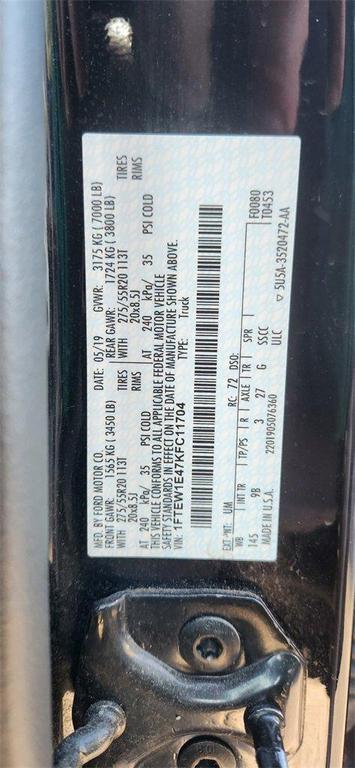 MFD. BY FORD MOTOR CO.
DATE: 05/19 GVWR: 3175 KG (7000 LB)
FRONT GAWR: 1565 KG (3450 LB) REAR GAWR: 1724 KG (3800 LB)
WITH 275/55R20 113T TIRES WITH 275/55R20 113T TIRES
20x8.5J RIMS 20x8.5J RIMS
AT 240 kPa/ 35 PSI COLD AT 240 kPa/ 35 PSI COLD
THIS VEHICLE CONFORMS TO ALL APPLICABLE FEDERAL MOTOR VEHICLE
SAFETY STANDARDS IN EFFECT ON THE DATE OF MANUFACTURE SHOWN ABOVE.
VIN: 1FTEW1E47KFC11704 TYPE: Truck
F0080
T0453
EXT PNT: UM RC: 72 DSO:
WB INT TR TP/PS R AXLE TR SPR
145 9B 3 27 G SSCC
2201905076360 ULC
▽ 5U5A-3520472-AA
MADE IN U.S.A.